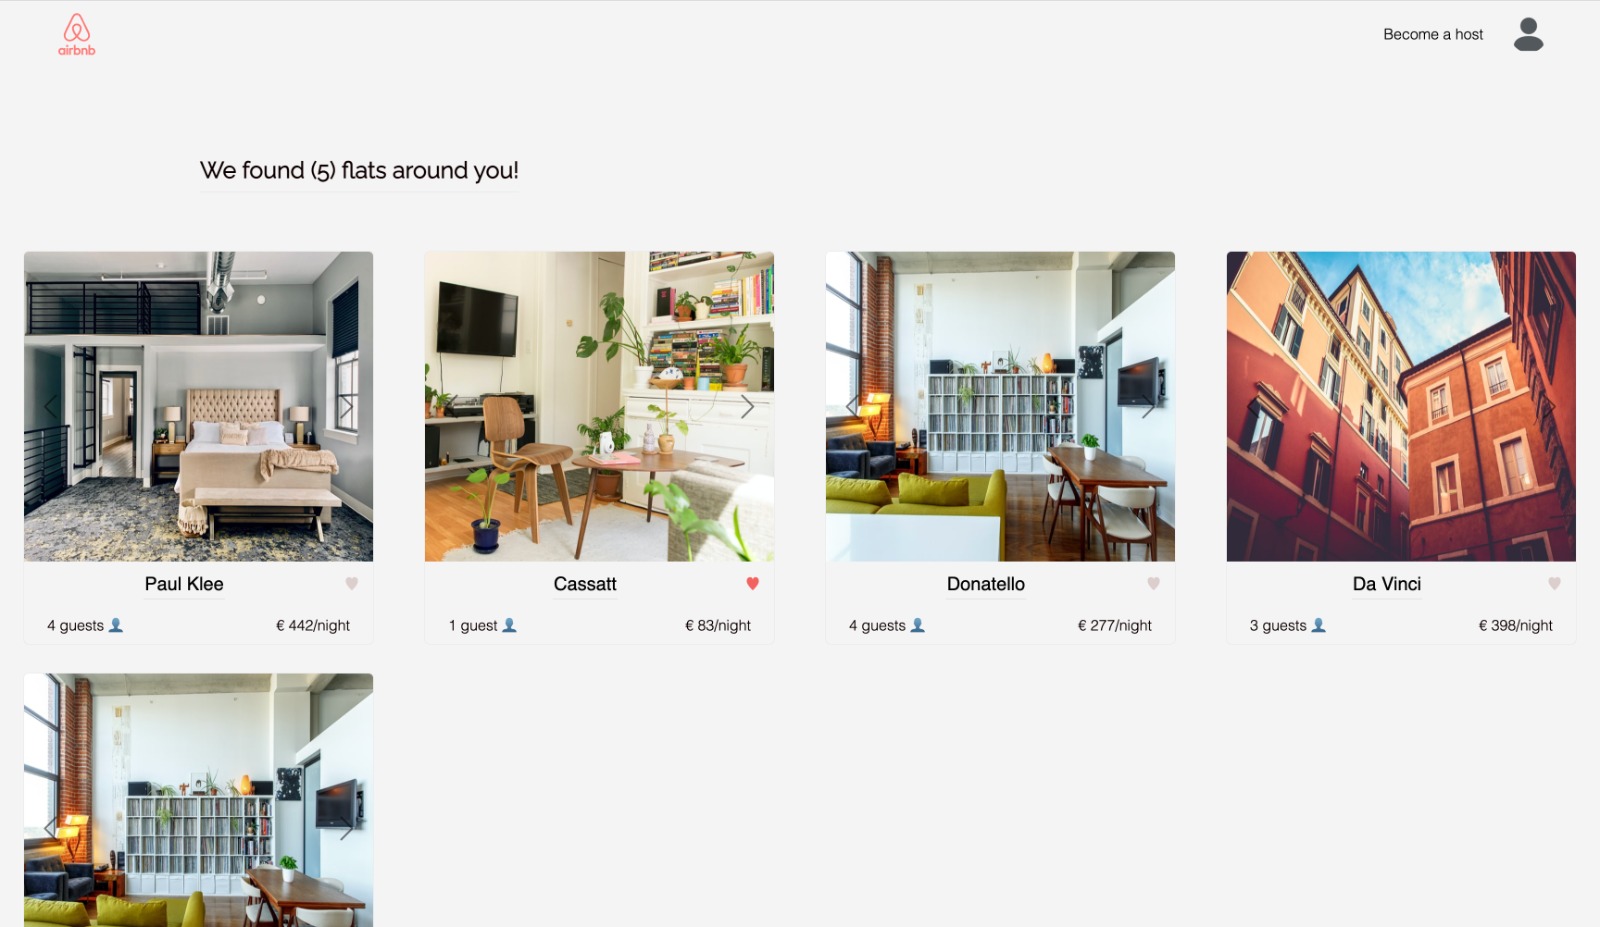 airbnb
Become a host
We found (5) flats around you!
Paul Klee
4 guests
€ 442/night
Cassatt
1 guest
€ 83/night
Donatello
4 guests
€ 277/night
Da Vinci
3 guests
€ 398/night